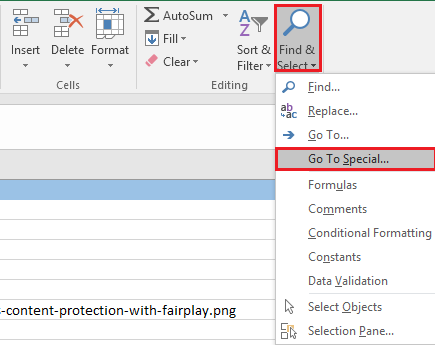 AutoSum
Fill
Clear
Insert Delete Format
Sort & Filter
Find & Select
Cells
Editing
Find...
Replace...
Go To...
Go To Special...
Formulas
Comments
Conditional Formatting
Constants
Data Validation
Select Objects
Selection Pane...
-content-protection-with-fairplay.png